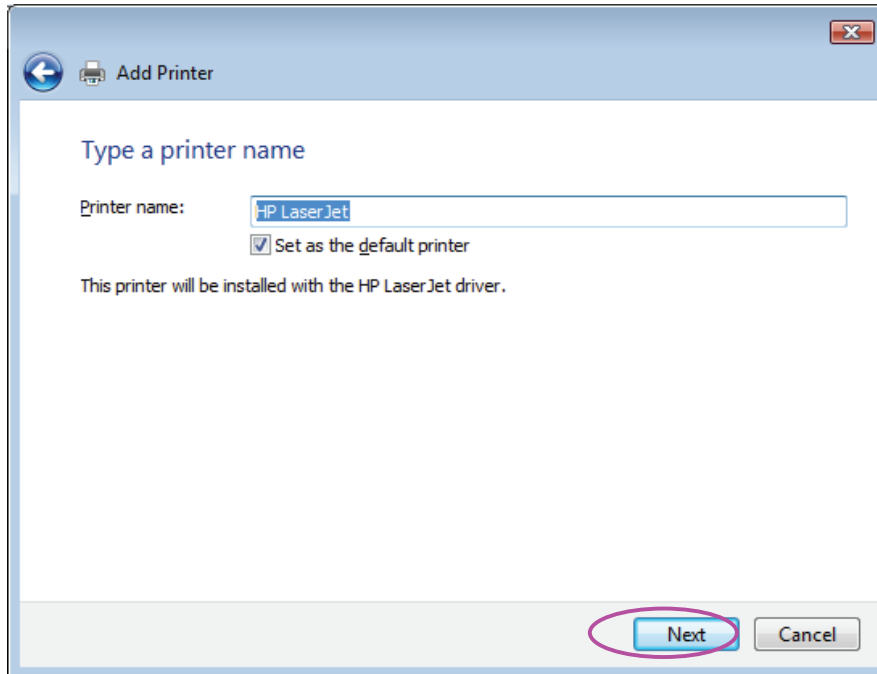 Add Printer
Type a printer name
Printer name:
HP LaserJet
Set as the default printer
This printer will be installed with the HP LaserJet driver.
Next
Cancel